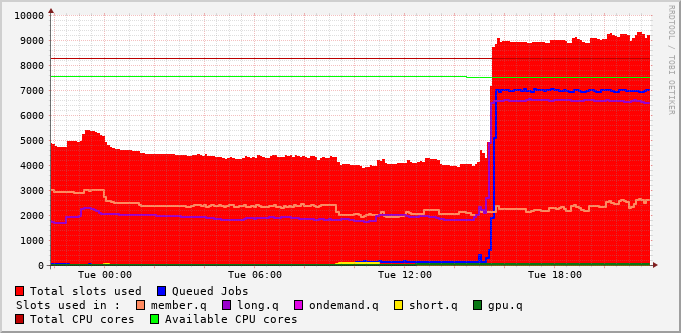 10000
9000
8000
7000
6000
5000
4000
3000
2000
1000
0
Tue 00:00 Tue 06:00 Tue 12:00 Tue 18:00
RRDTOOL / TOBI OETIKER
Total slots used Queued Jobs
Slots used in : member.q long.q ondemand.q short.q gpu.q
Total CPU cores Available CPU cores